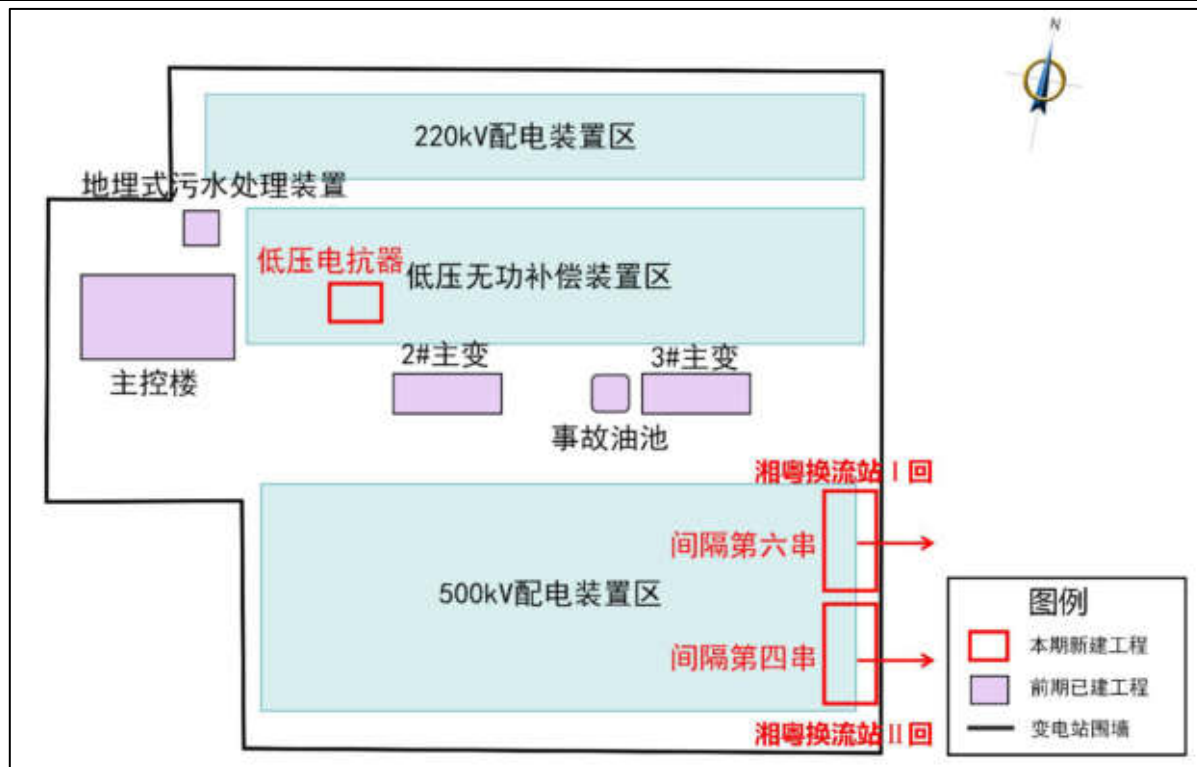 N
220kV配电装置区
地埋式污水处理装置
低压电抗器
低压无功补偿装置区
2#主变
3#主变
主控楼
事故油池
湘粤换流站Ⅰ回
间隔第六串
500kV配电装置区
间隔第四串
湘粤换流站Ⅱ回
图例
本期新建工程
前期已建工程
变电站围墙